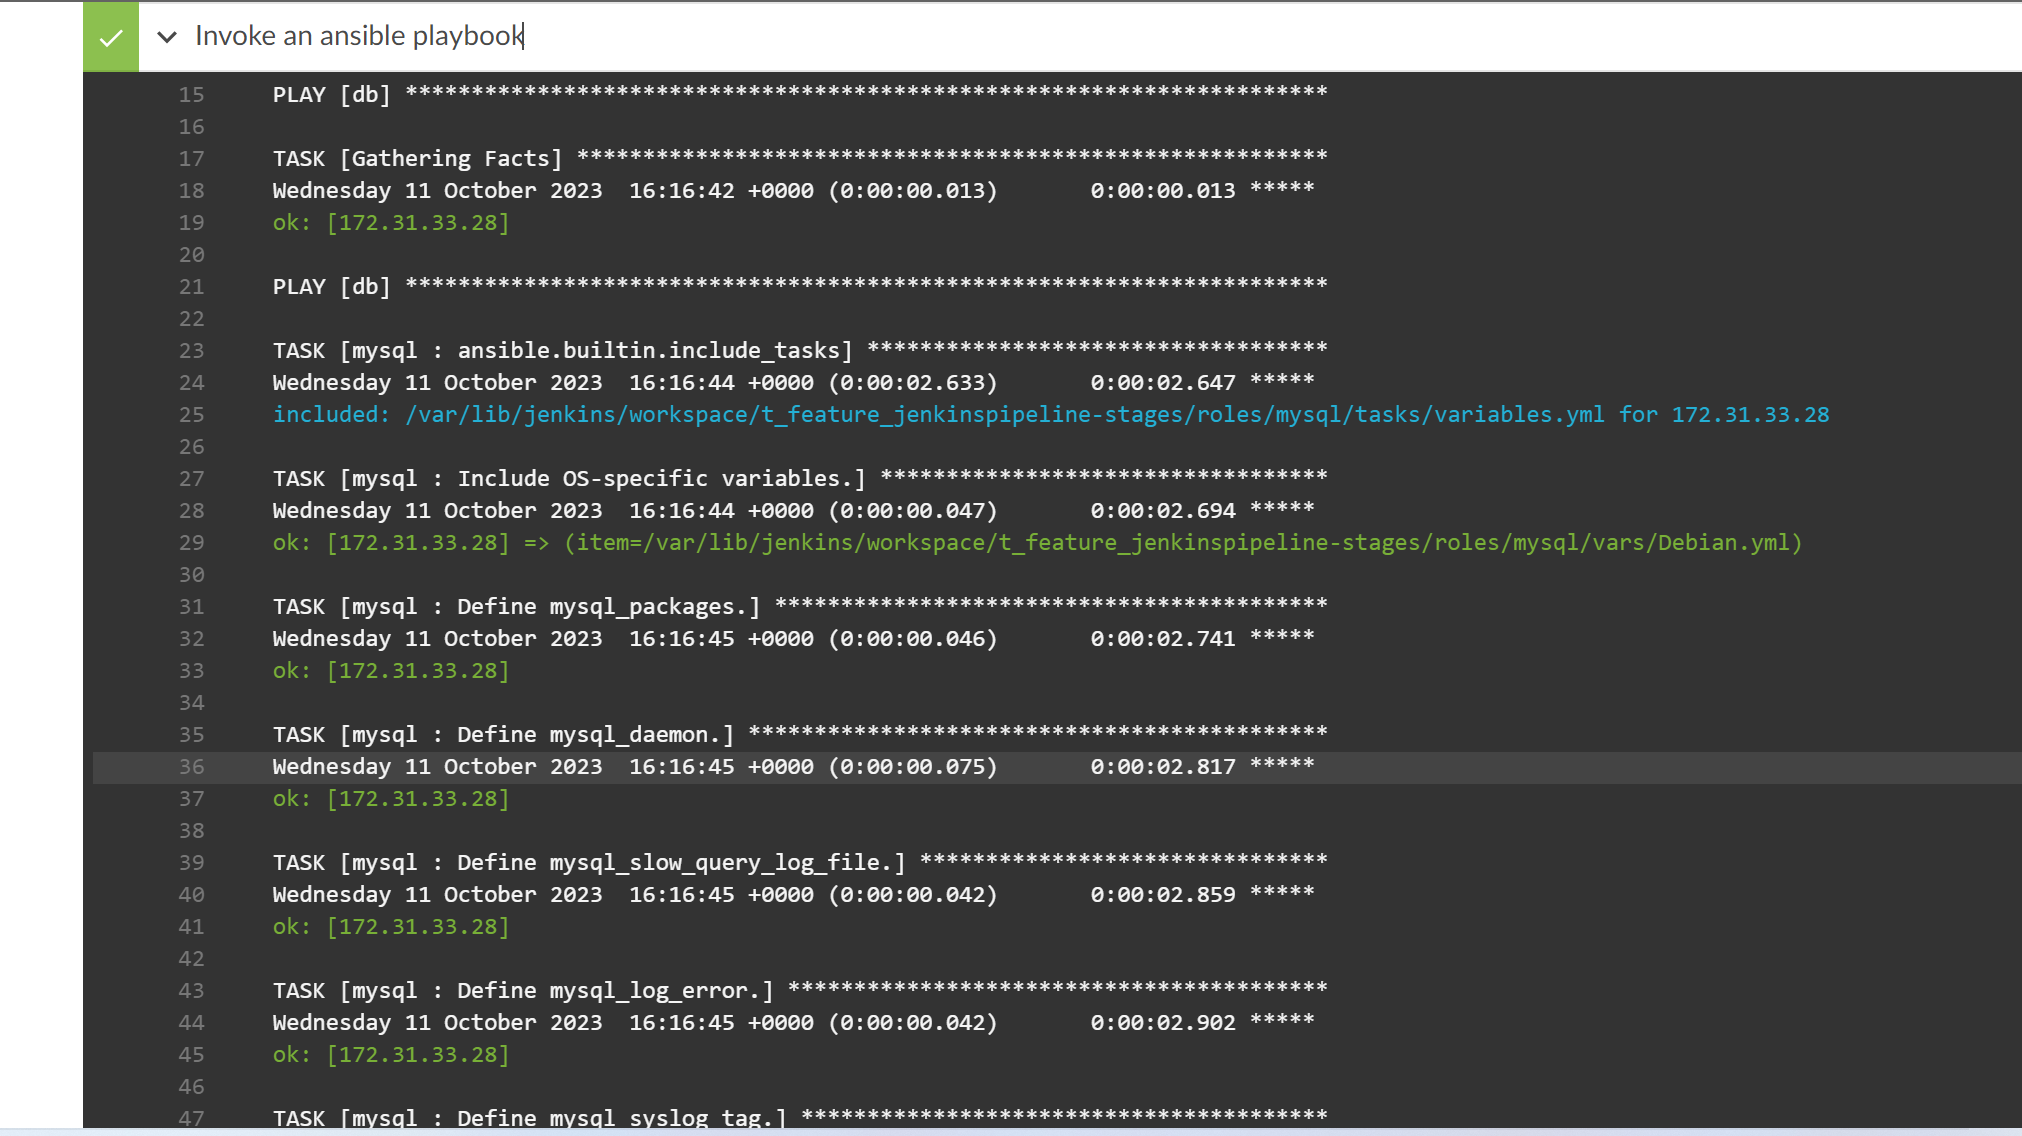 Invoke an ansible playbook
15 PLAY [db] **********************************************************************
16
17 TASK [Gathering Facts] *********************************************************
18 Wednesday 11 October 2023  16:16:42 +0000 (0:00:00.013)       0:00:00.013 *****
19 ok: [172.31.33.28]
20
21 PLAY [db] **********************************************************************
22
23 TASK [mysql : ansible.builtin.include_tasks] ***********************************
24 Wednesday 11 October 2023  16:16:44 +0000 (0:00:02.633)       0:00:02.647 *****
25 included: /var/lib/jenkins/workspace/t_feature_jenkinspipeline-stages/roles/mysql/tasks/variables.yml for 172.31.33.28
26
27 TASK [mysql : Include OS-specific variables.] **********************************
28 Wednesday 11 October 2023  16:16:44 +0000 (0:00:00.047)       0:00:02.694 *****
29 ok: [172.31.33.28] => (item=/var/lib/jenkins/workspace/t_feature_jenkinspipeline-stages/roles/mysql/vars/Debian.yml)
30
31 TASK [mysql : Define mysql_packages.] ******************************************
32 Wednesday 11 October 2023  16:16:45 +0000 (0:00:00.046)       0:00:02.741 *****
33 ok: [172.31.33.28]
34
35 TASK [mysql : Define mysql_daemon.] ********************************************
36 Wednesday 11 October 2023  16:16:45 +0000 (0:00:00.075)       0:00:02.817 *****
37 ok: [172.31.33.28]
38
39 TASK [mysql : Define mysql_slow_query_log_file.] *******************************
40 Wednesday 11 October 2023  16:16:45 +0000 (0:00:00.042)       0:00:02.859 *****
41 ok: [172.31.33.28]
42
43 TASK [mysql : Define mysql_log_error.] *****************************************
44 Wednesday 11 October 2023  16:16:45 +0000 (0:00:00.042)       0:00:02.902 *****
45 ok: [172.31.33.28]
46
47 TASK [mysql : Define mysql_syslog_tag.] ****************************************